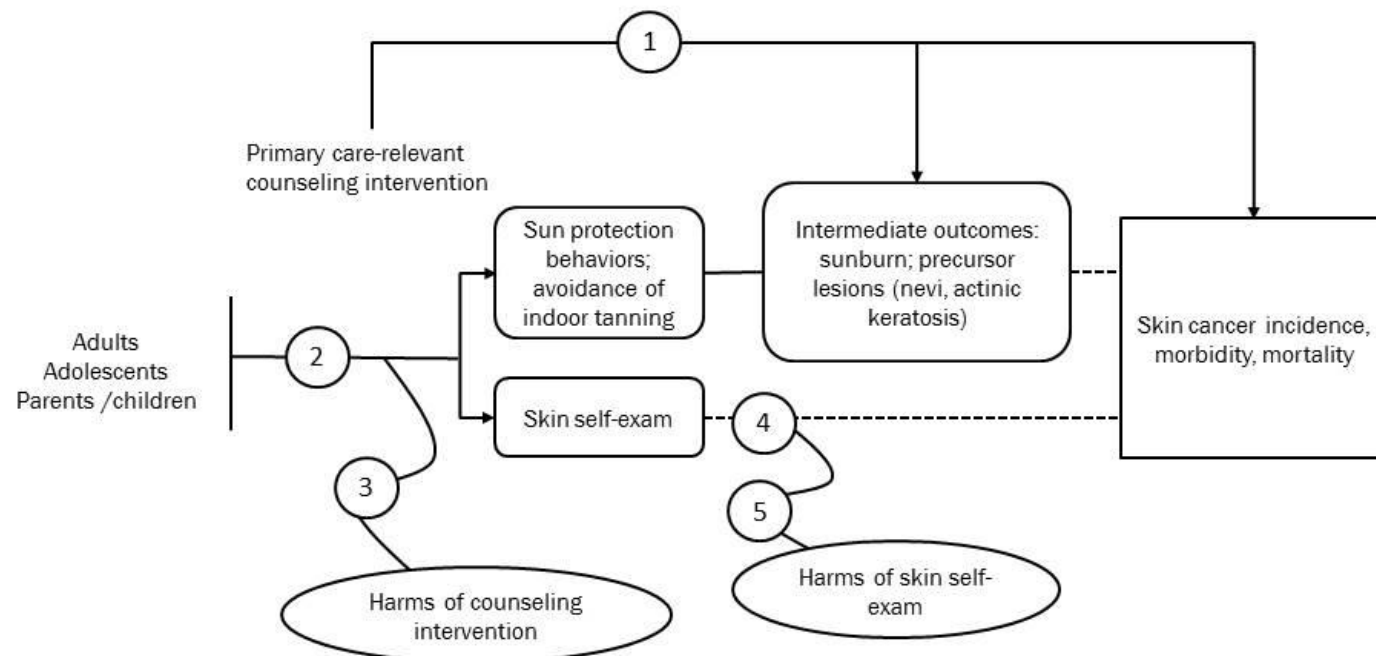 1
Primary care-relevant
counseling intervention
Sun protection
behaviors;
avoidance of
indoor tanning
Intermediate outcomes:
sunburn; precursor
lesions (nevi, actinic
keratosis)
Skin cancer incidence,
morbidity, mortality
Adults
Adolescents
Parents /children
2
Skin self-exam
4
3
5
Harms of counseling
intervention
Harms of skin self-
exam